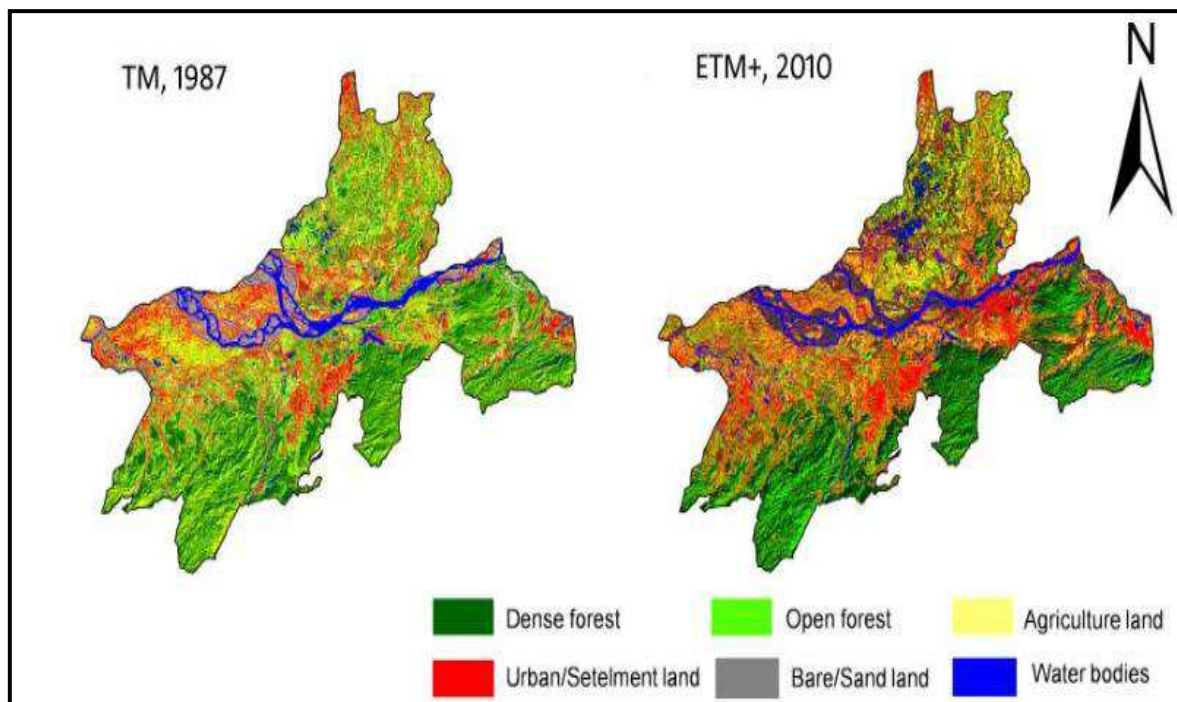 TM, 1987
ETM+, 2010
N
Dense forest
Open forest
Agriculture land
Urban/Setelment land
Bare/Sand land
Water bodies